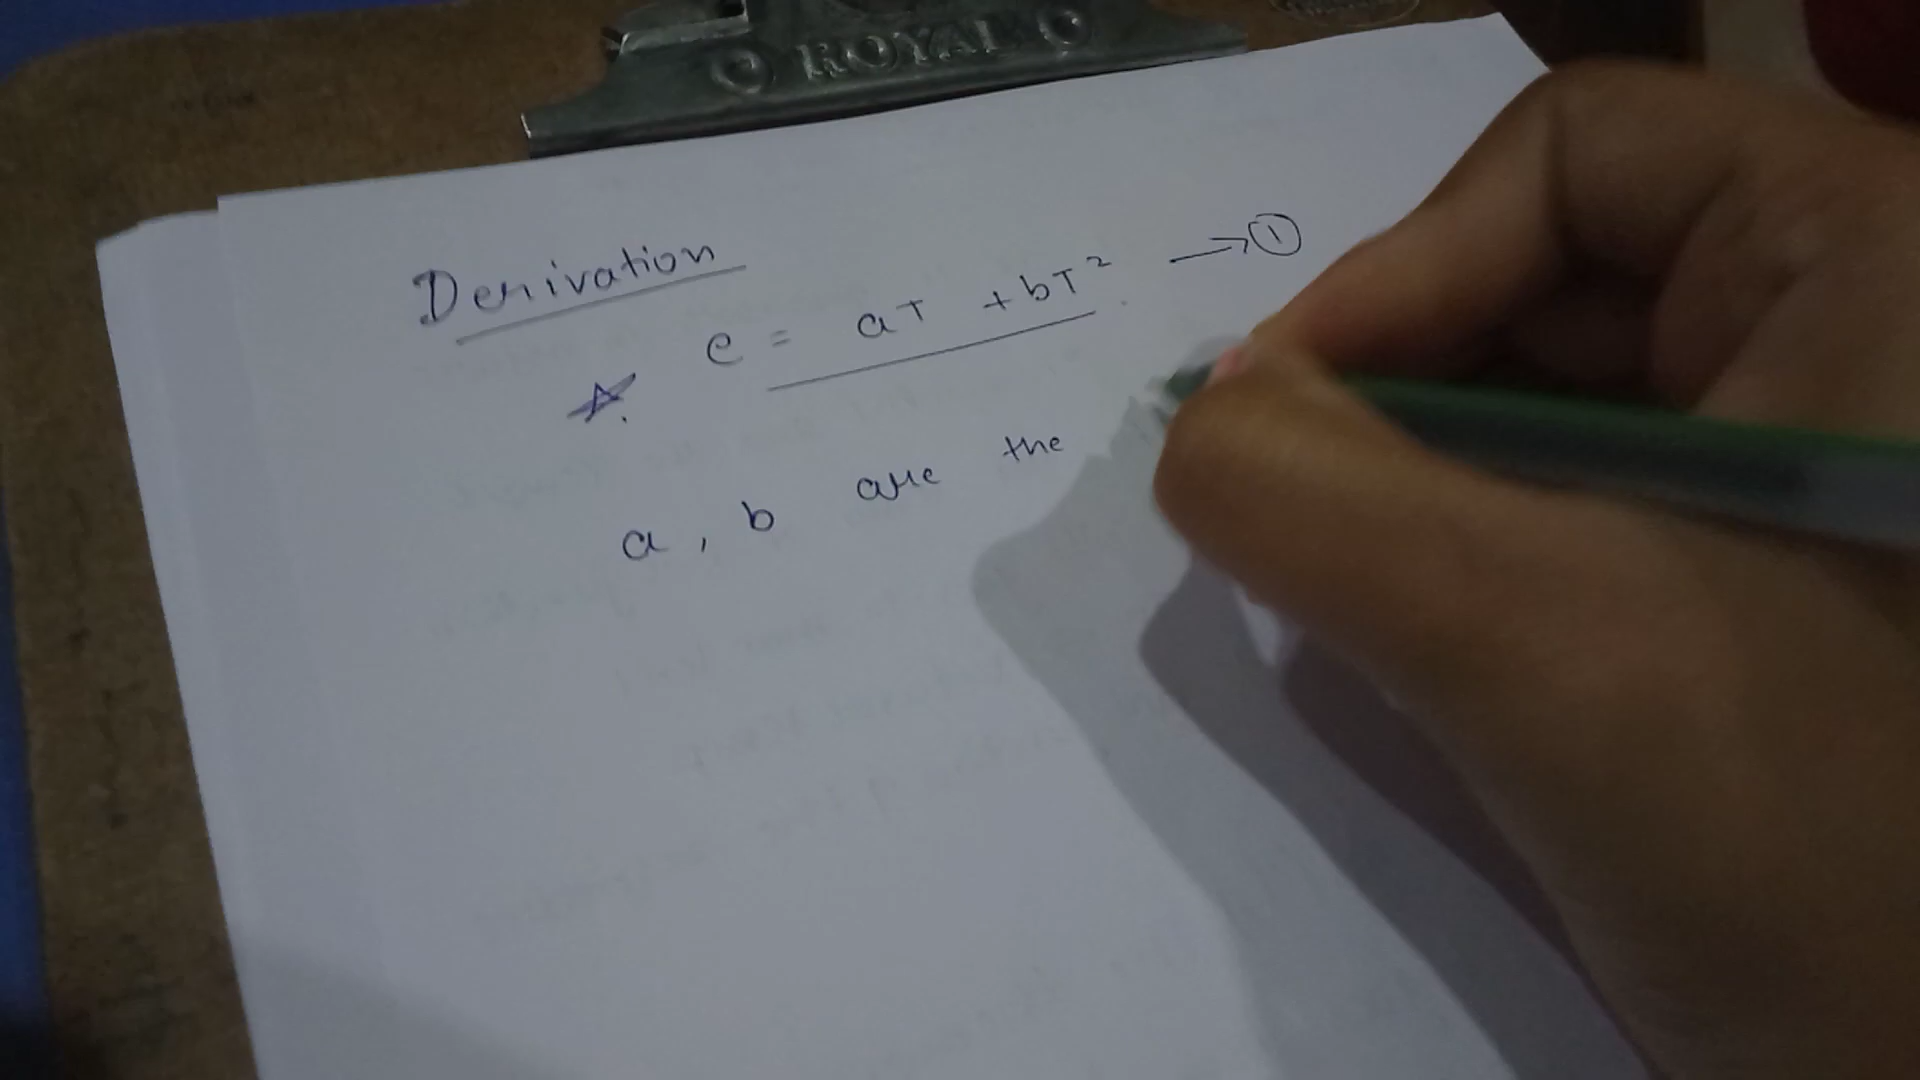 ROYAL
Derivation
e = aT + bT² → ①
a, b are the